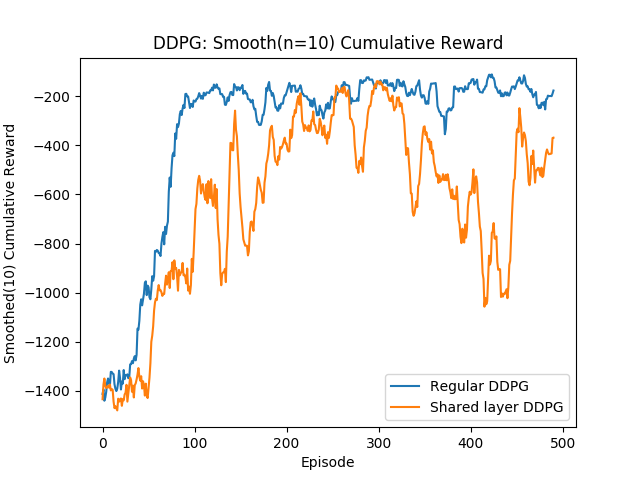 DDPG: Smooth(n=10) Cumulative Reward
Smoothed(10) Cumulative Reward
−200
−400
−600
−800
−1000
−1200
−1400
0
100
200
300
400
500
Episode
Regular DDPG
Shared layer DDPG